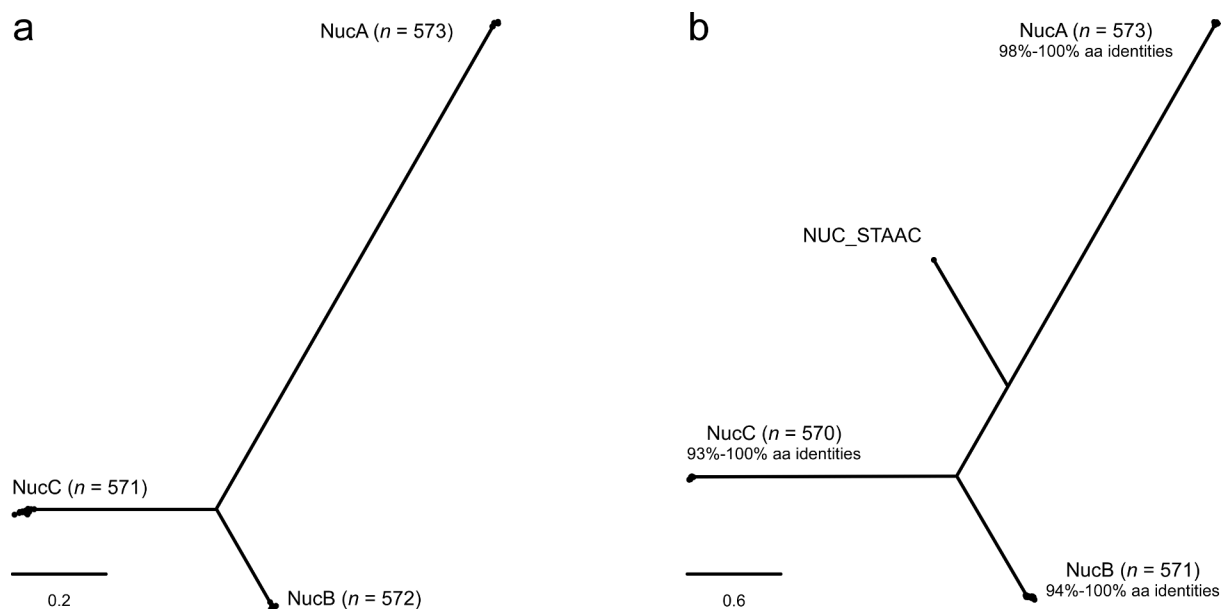 a
NucA (n = 573)
NucC (n = 571)
0.2
NucB (n = 572)
b
NucA (n = 573)
98%-100% aa identities
NUC_STAAC
NucC (n = 570)
93%-100% aa identities
0.6
NucB (n = 571)
94%-100% aa identities